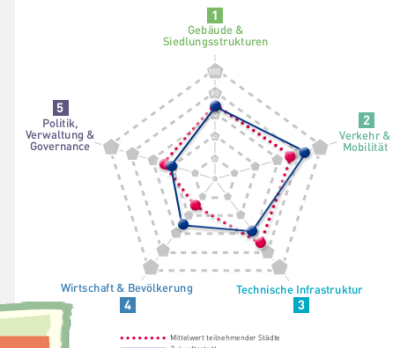 1
Gebäude &
Siedlungsstrukturen
100
5
Politik,
Verwaltung &
Governance
2
Verkehr &
Mobilität
Wirtschaft & Bevölkerung
4
Technische Infrastruktur
3
Mittelwert teilnehmender Städte